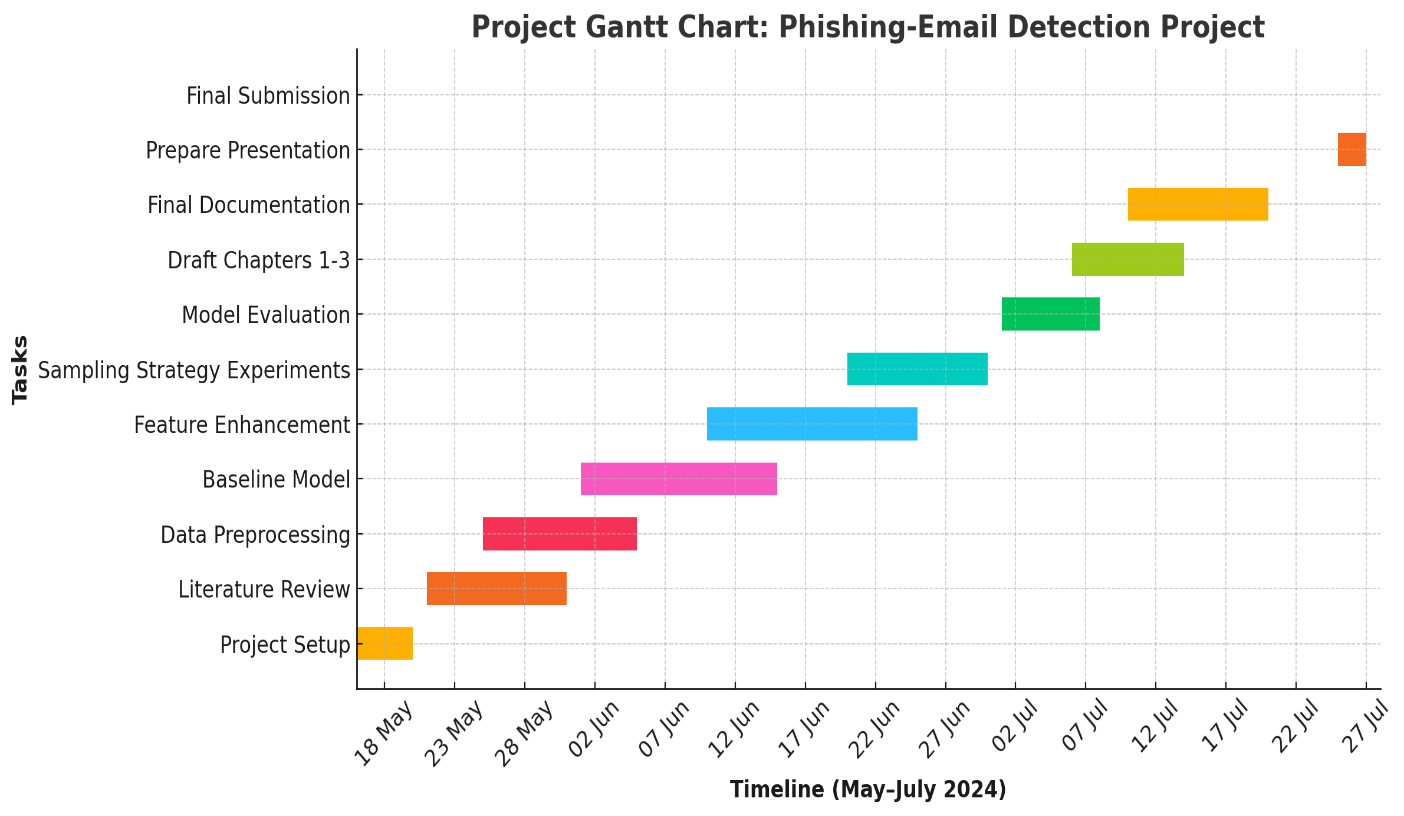 Project Gantt Chart: Phishing-Email Detection Project
Final Submission
Prepare Presentation
Final Documentation
Draft Chapters 1-3
Model Evaluation
Sampling Strategy Experiments
Feature Enhancement
Baseline Model
Data Preprocessing
Literature Review
Project Setup
Tasks
18 May
23 May
28 May
02 Jun
07 Jun
12 Jun
17 Jun
22 Jun
27 Jun
02 Jul
07 Jul
12 Jul
17 Jul
22 Jul
27 Jul
Timeline (May–July 2024)